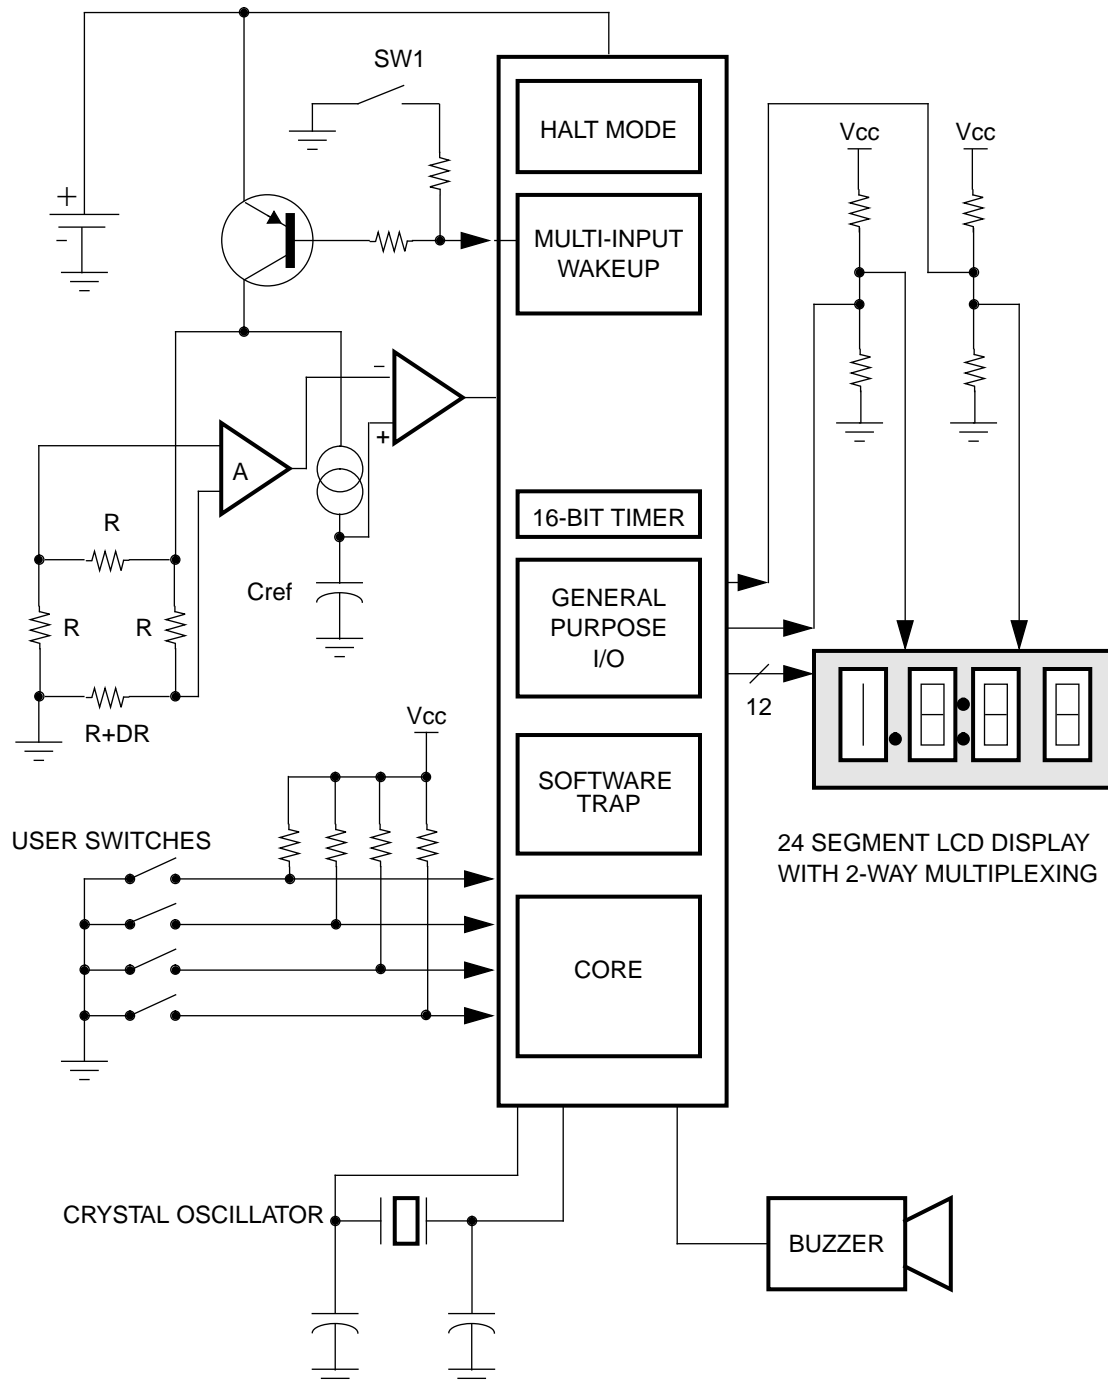 SW1
HALT MODE
Vcc
Vcc
+
−
MULTI-INPUT
WAKEUP
−
+
A
16-BIT TIMER
R
Cref
GENERAL
PURPOSE
I/O
R
R
12
R+DR
Vcc
SOFTWARE
TRAP
USER SWITCHES
24 SEGMENT LCD DISPLAY
WITH 2-WAY MULTIPLEXING
CORE
CRYSTAL OSCILLATOR
BUZZER